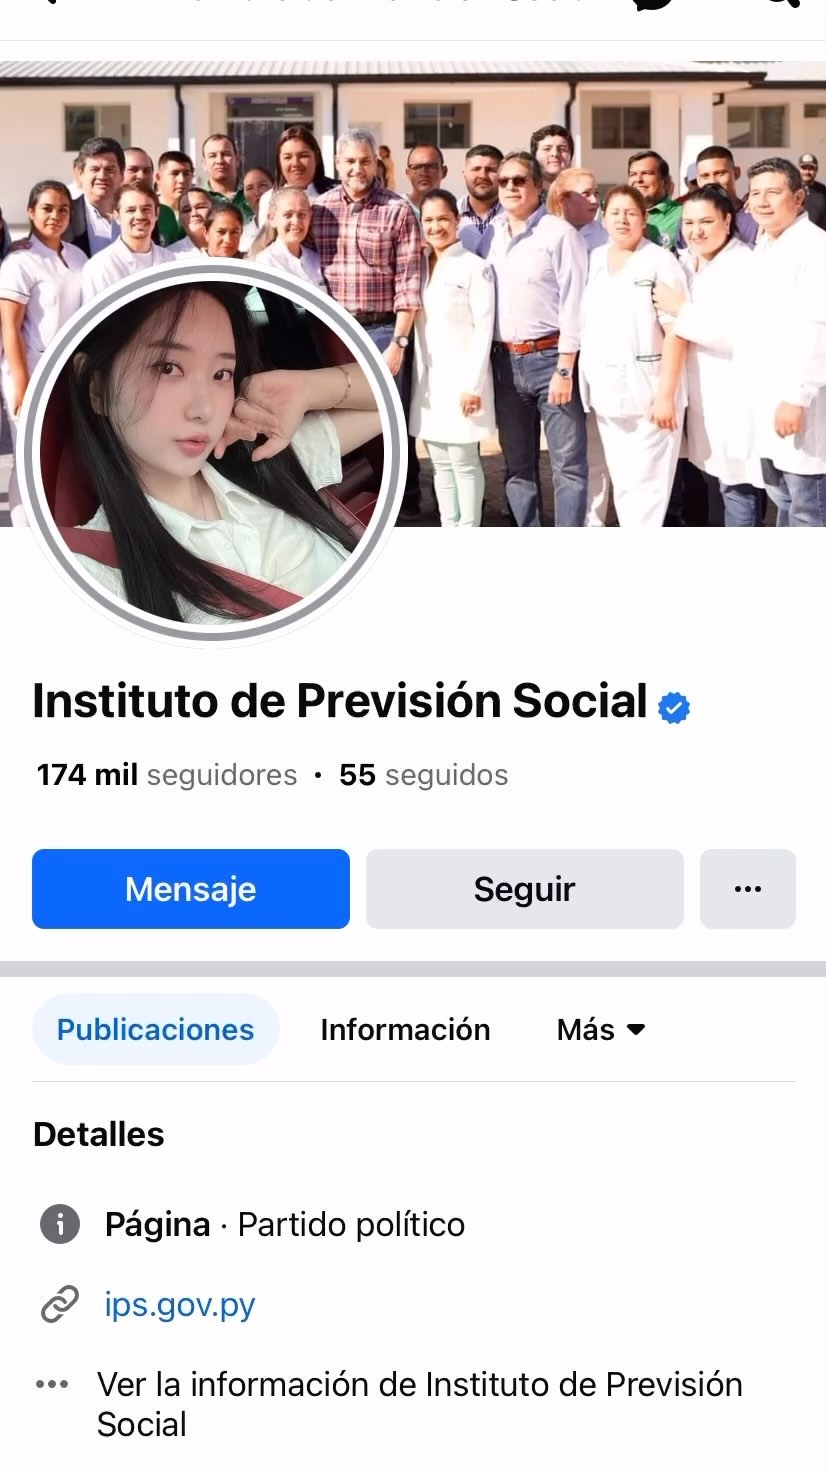 Instituto de Previsión Social
174 mil seguidores · 55 seguidos
Mensaje
Seguir
Publicaciones
Información
Más
Detalles
Página · Partido político
ips.gov.py
Ver la información de Instituto de Previsión
Social